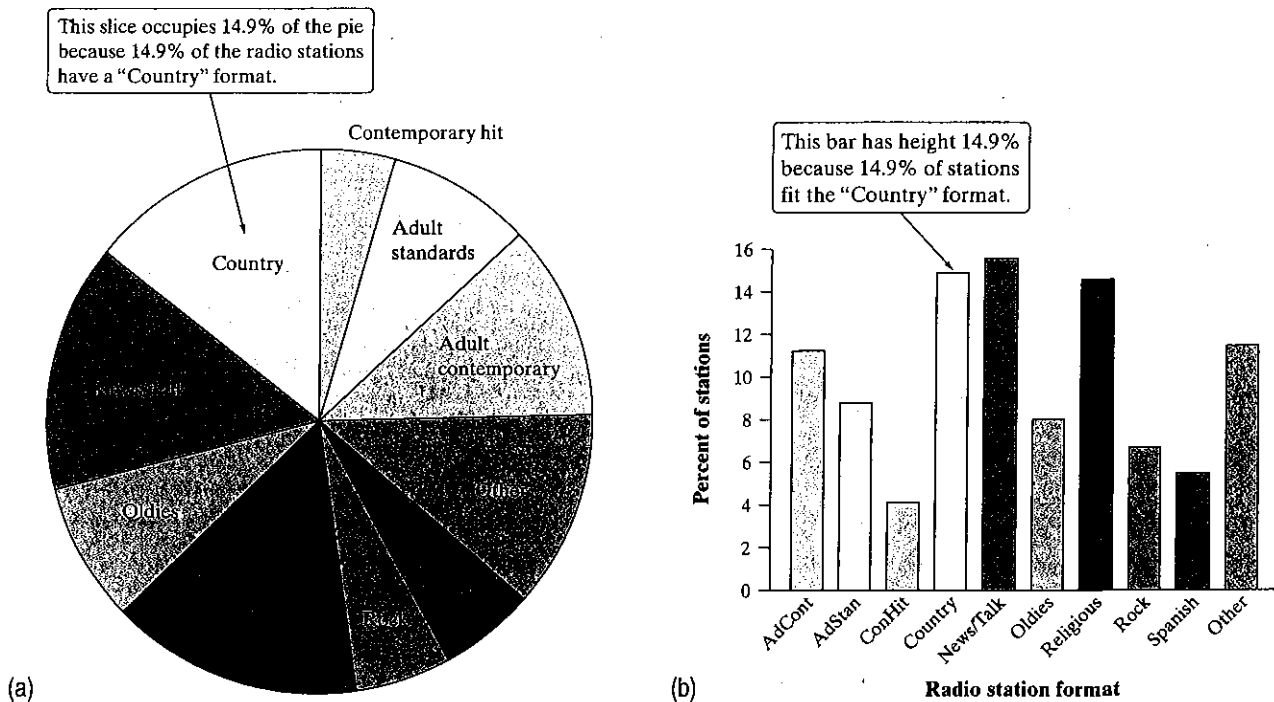 This slice occupies 14.9% of the pie
because 14.9% of the radio stations
have a "Country" format.
Contemporary hit
Adult
standards
Country
Adult
contemporary
Other
Oldies
Rock
(a)
This bar has height 14.9%
because 14.9% of stations
fit the "Country" format.
Percent of stations
16
14
12
10
8
6
4
2
0
AdCont
AdStan
ConHit
Country
News/Talk
Oldies
Religious
Rock
Spanish
Other
(b)
Radio station format